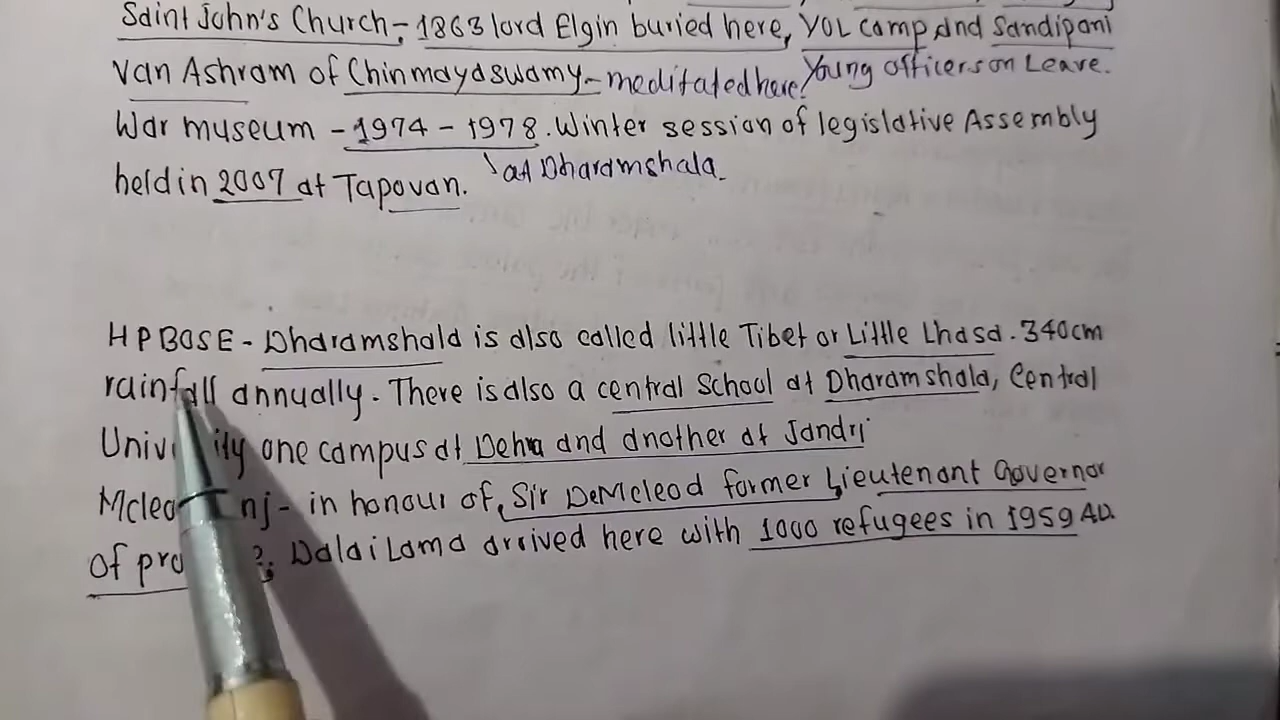 Saint John's Church - 1863 lord Elgin buried here, YOL camp and Sandipani
Van Ashram of Chinmayaswamy - meditated here. Young officers on Leave.
War museum - 1974 - 1978. Winter session of legislative Assembly
at Dharamshala.
held in 2007 at Tapovan.
HPBOSE - Dharamshala is also called little Tibet or Little Lhasa. 340cm
rainfall annually. There is also a central School at Dharamshala, Central
one campus at Dehra and another at Jandri
in honour of Sir DeMcleod former Lieutenant Governor
of Dalai Lama arrived here with 1000 refugees in 1959 AD.